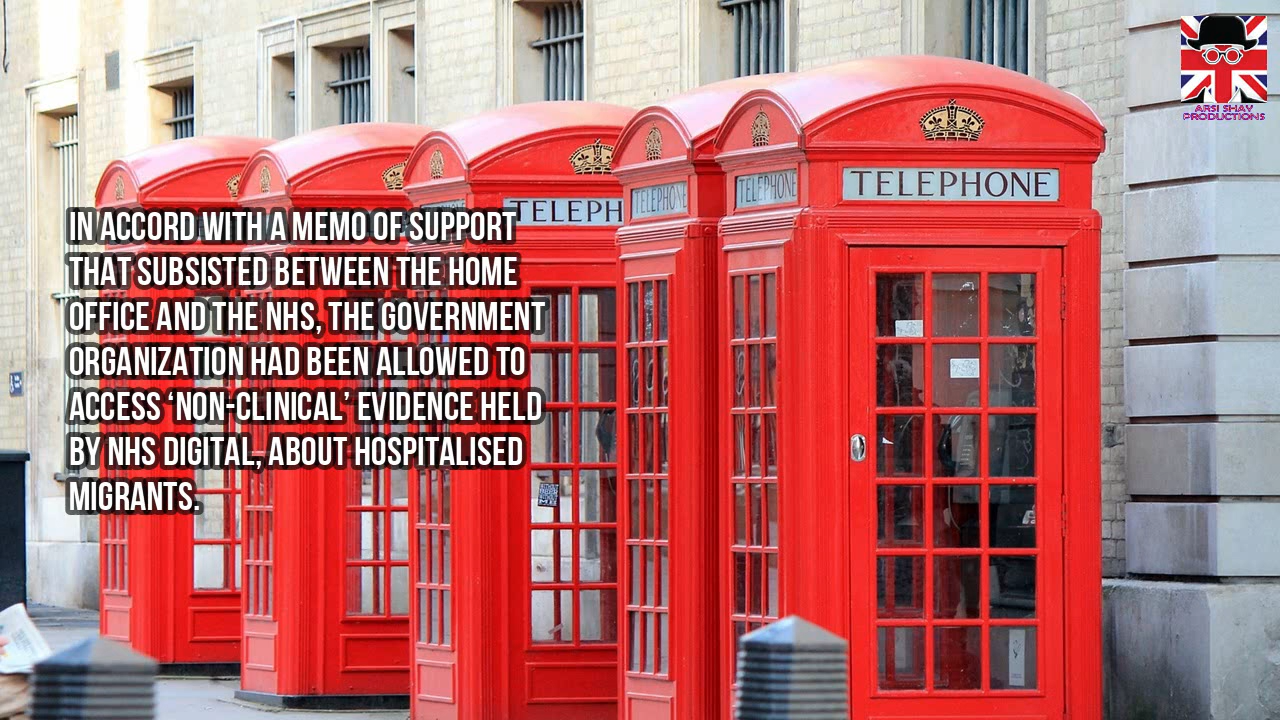 ARSI SHAY
PRODUCTIONS
TELEPHONE
TELEPHONE
TELEPHONE
TELEPH
IN ACCORD WITH A MEMO OF SUPPORT
THAT SUBSISTED BETWEEN THE HOME
OFFICE AND THE NHS, THE GOVERNMENT
ORGANIZATION HAD BEEN ALLOWED TO
ACCESS ‘NON-CLINICAL’ EVIDENCE HELD
BY NHS DIGITAL, ABOUT HOSPITALISED
MIGRANTS.